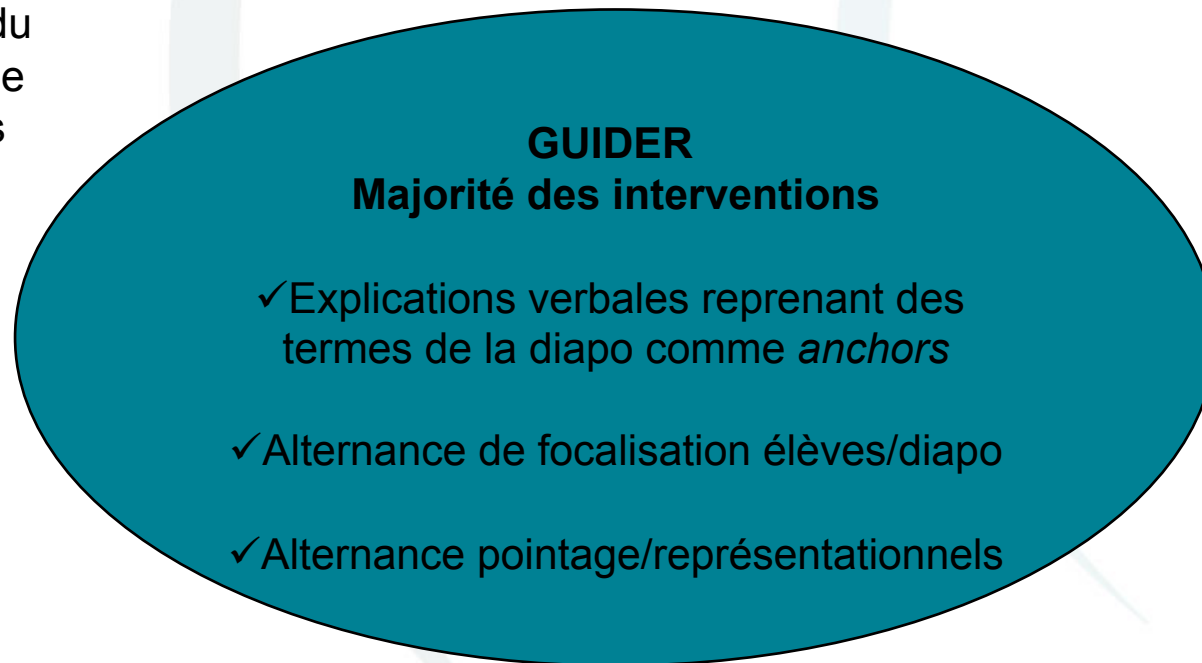 du
e
s
GUIDER
Majorité des interventions
✓Explications verbales reprenant des
termes de la diapo comme anchors
✓Alternance de focalisation élèves/diapo
✓Alternance pointage/représentationnels